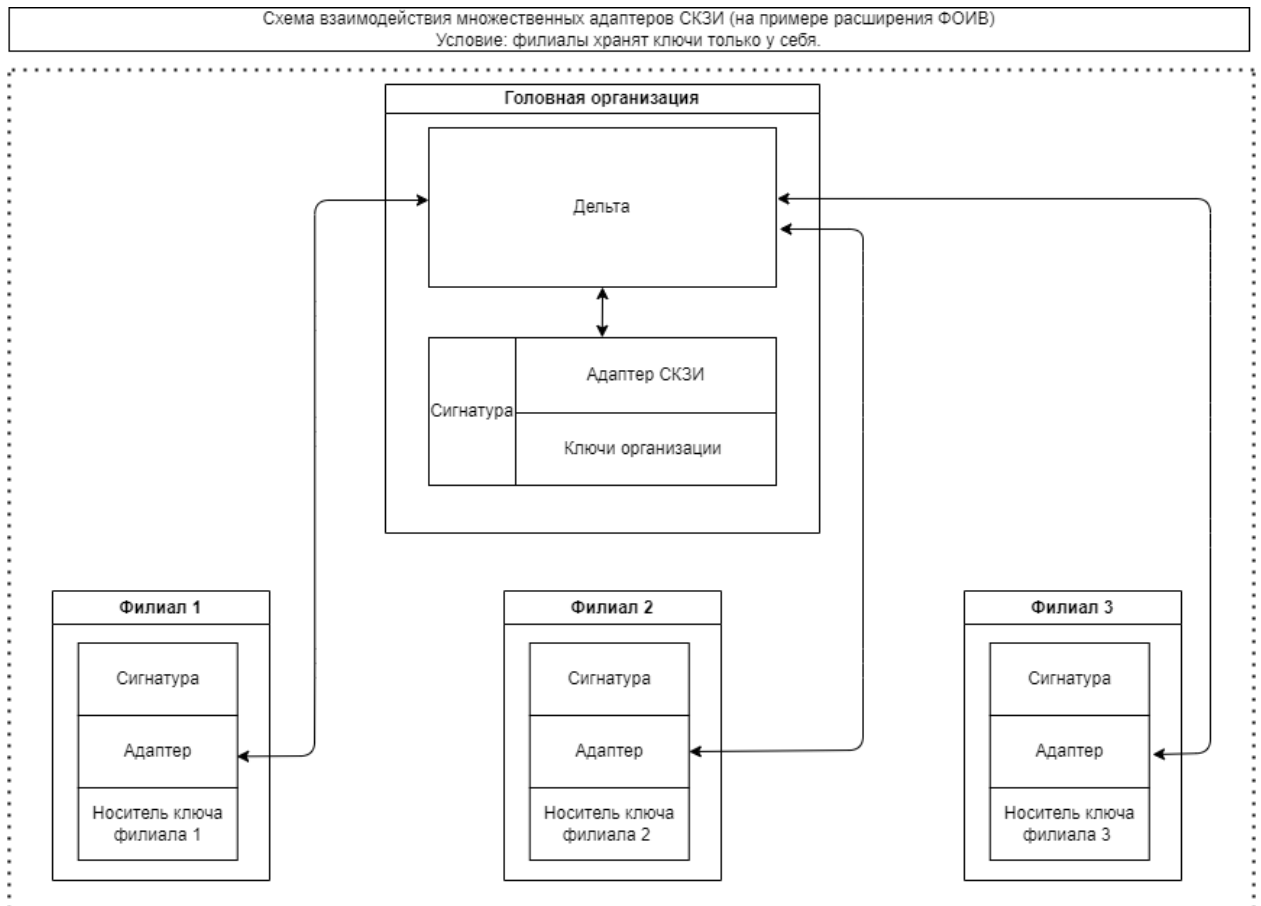 Схема взаимодействия множественных адаптеров СКЗИ (на примере расширения ФОИВ)
Условие: филиалы хранят ключи только у себя.
Головная организация
Дельта
Сигнатура
Адаптер СКЗИ
Ключи организации
Филиал 1
Сигнатура
Адаптер
Носитель ключа
филиала 1
Филиал 2
Сигнатура
Адаптер
Носитель ключа
филиала 2
Филиал 3
Сигнатура
Адаптер
Носитель ключа
филиала 3